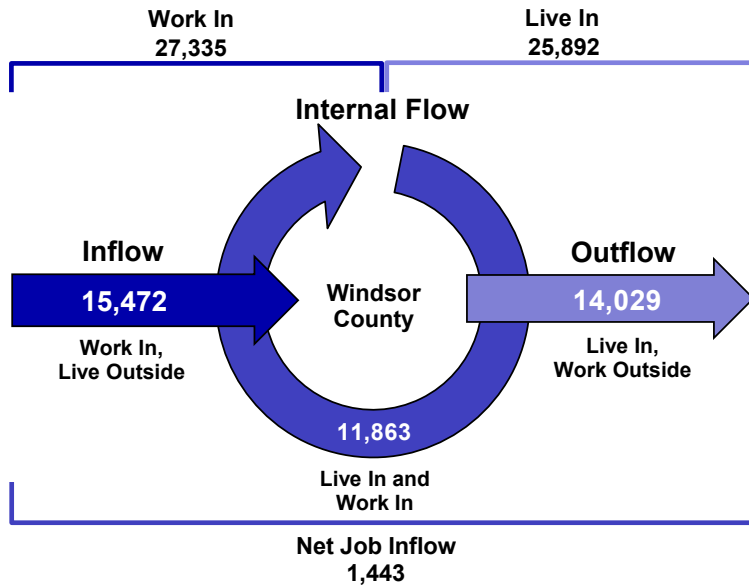 Work In
27,335
Live In
25,892
Internal Flow
Inflow
15,472
Work In,
Live Outside
Windsor
County
Outflow
14,029
Live In,
Work Outside
11,863
Live In and
Work In
Net Job Inflow
1,443